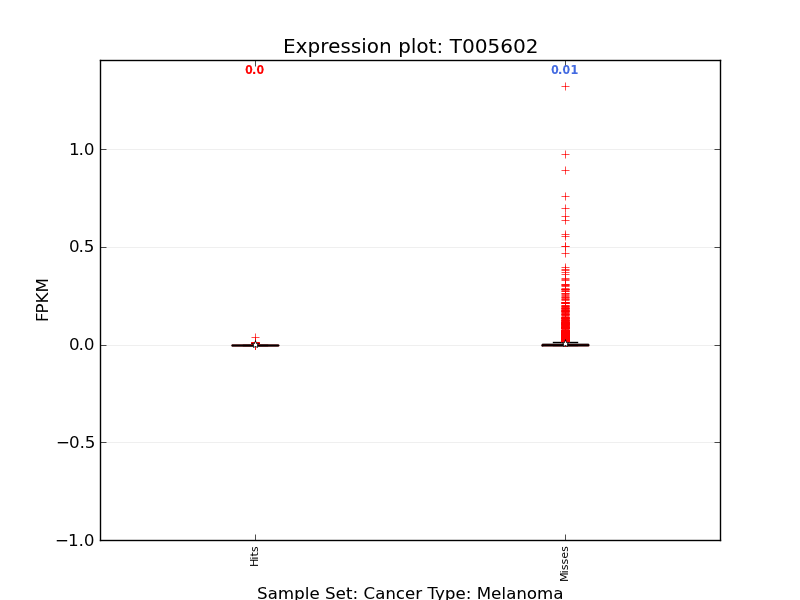 Expression plot: T005602
0.0
0.01
1.0
0.5
0.0
−0.5
−1.0
FPKM
Hits
Misses
Sample Set: Cancer Type: Melanoma